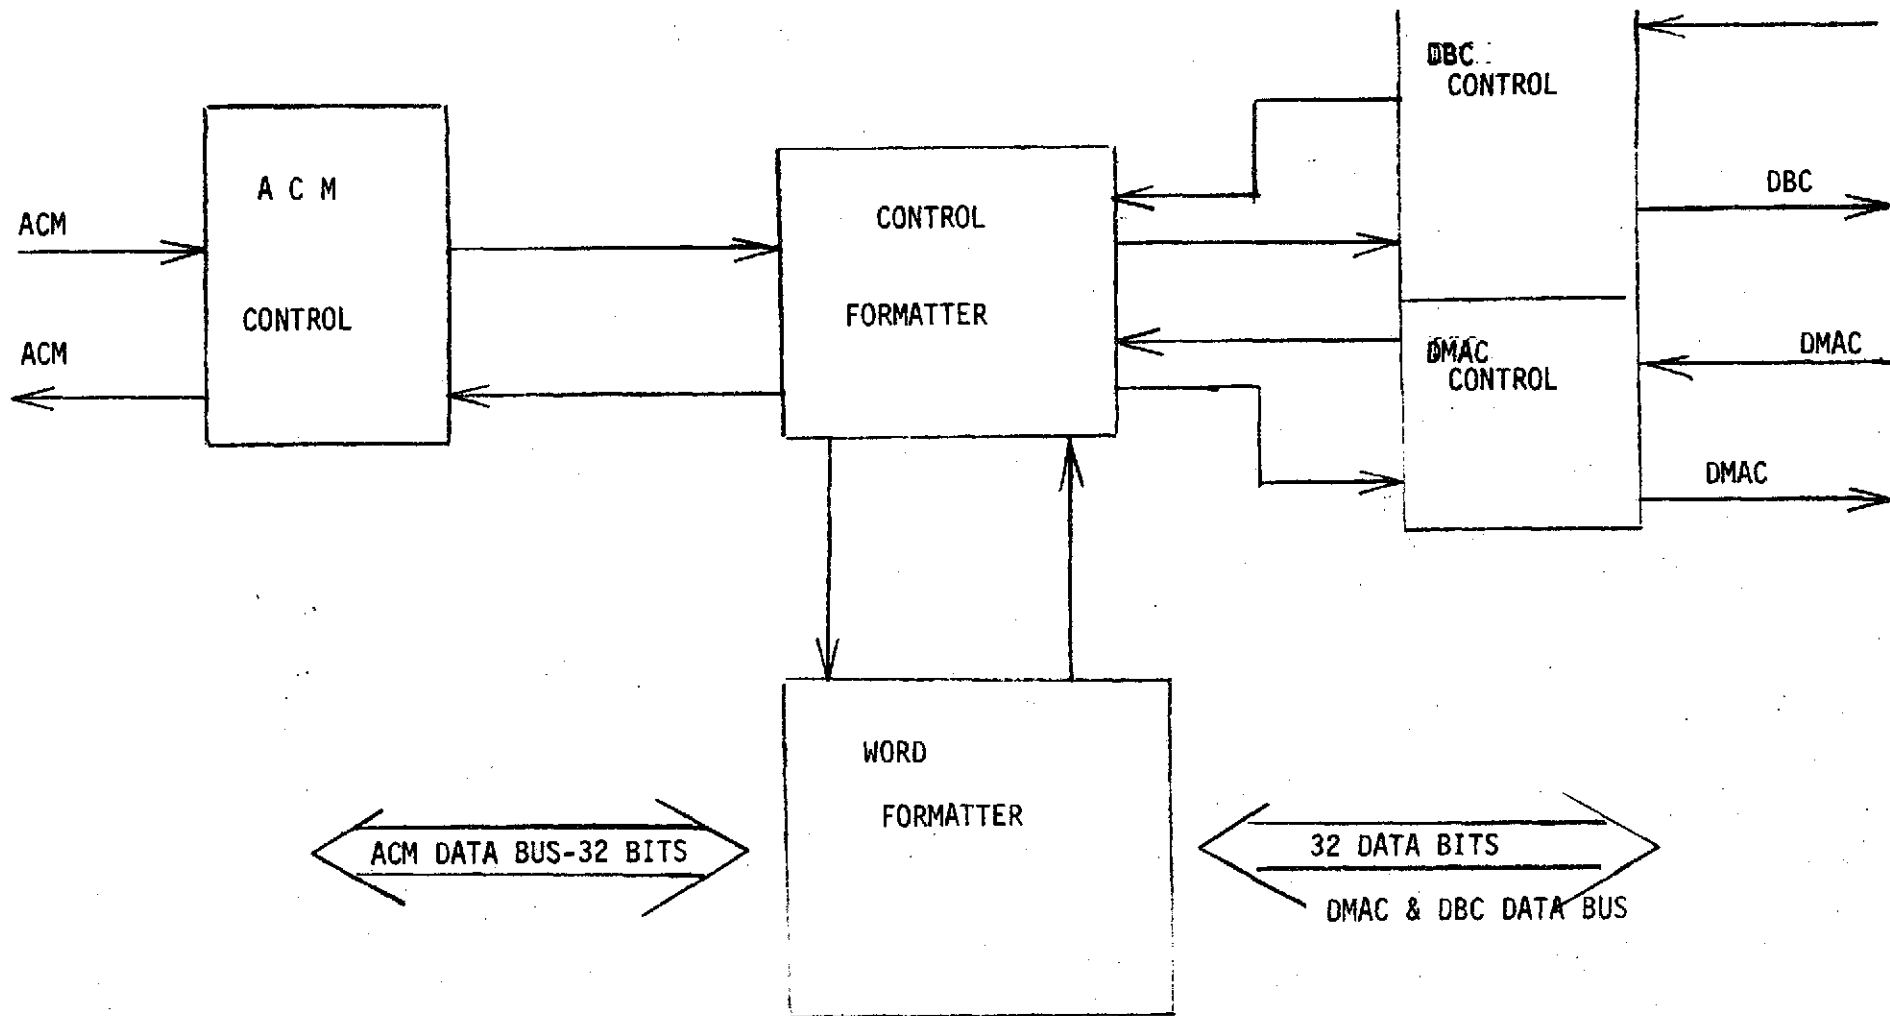 DBC
CONTROL
A C M
CONTROL
ACM
ACM
CONTROL
FORMATTER
DBC
DMAC
CONTROL
DMAC
DMAC
WORD
FORMATTER
ACM DATA BUS-32 BITS
32 DATA BITS
DMAC & DBC DATA BUS